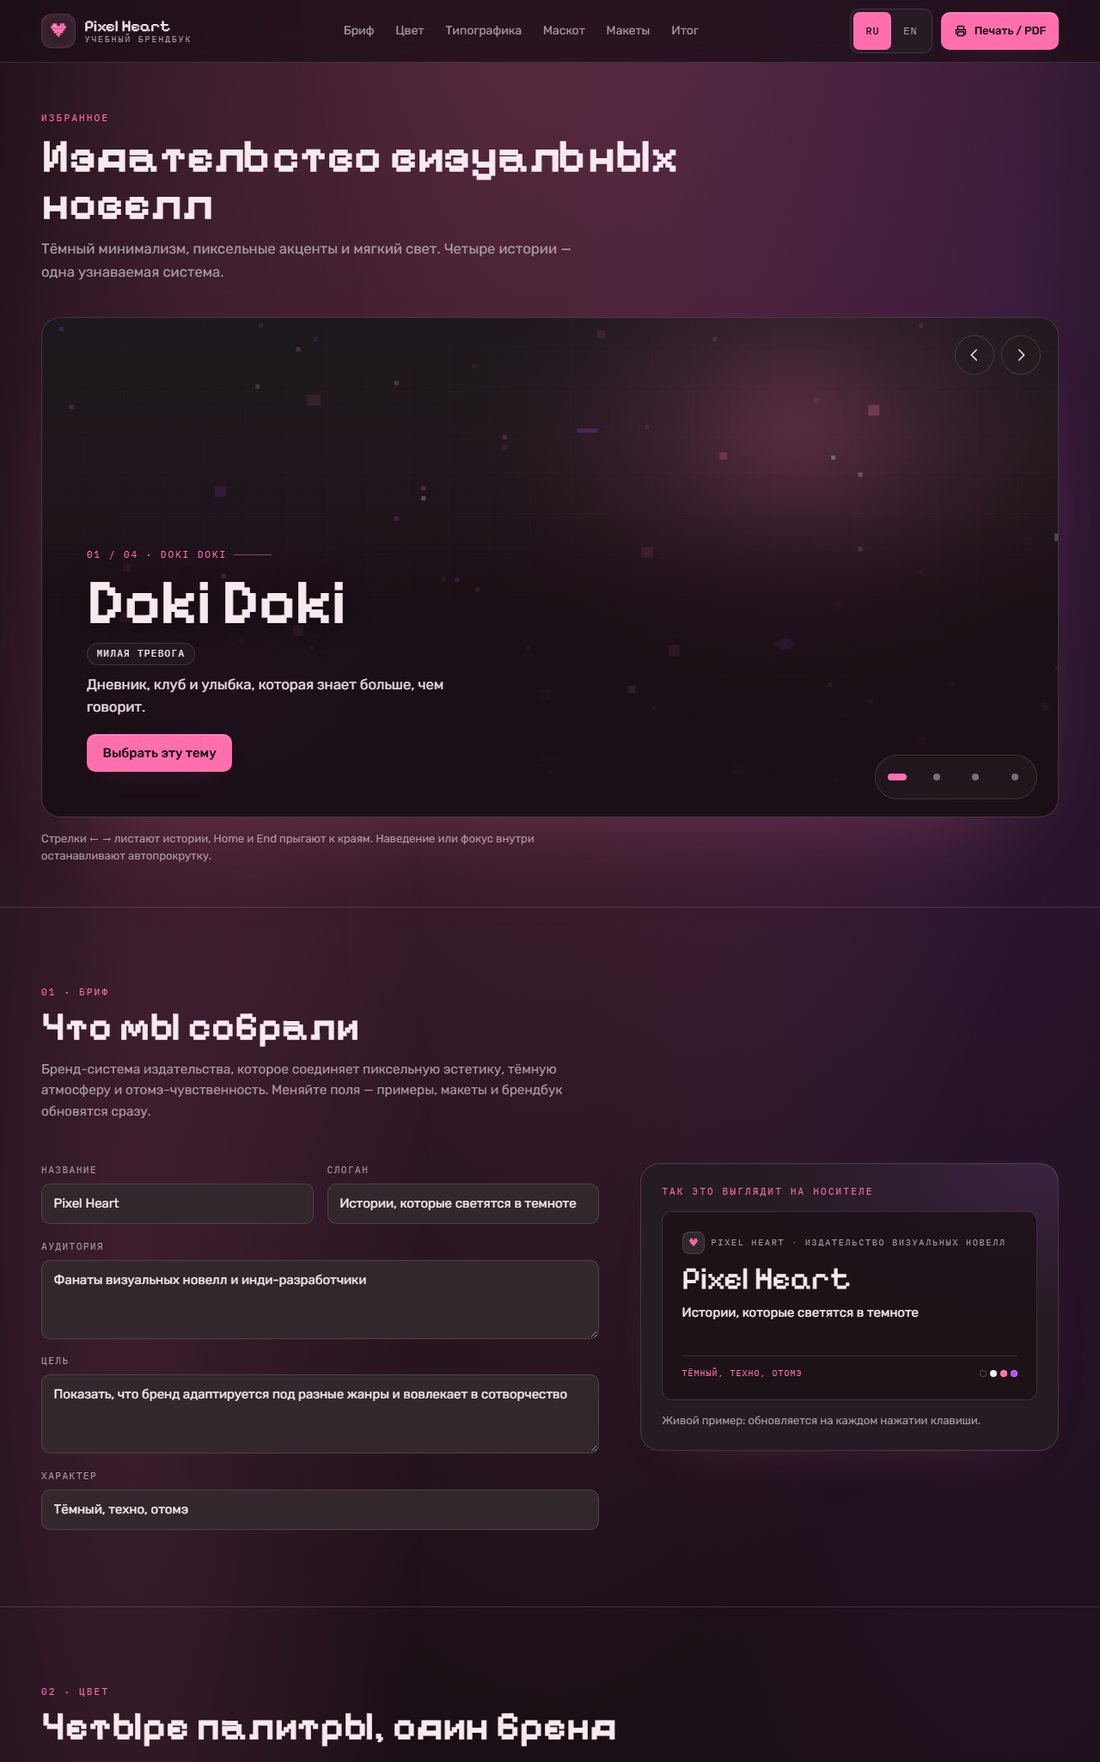 Pixel Heart
УЧЕБНЫЙ БРЕНДБУК
Бриф
Цвет
Типографика
Маскот
Макеты
Итог
RU
EN
Печать / PDF
ИЗБРАННОЕ
Издательство визуальных
новелл
Тёмный минимализм, пиксельные акценты и мягкий свет. Четыре истории —
одна узнаваемая система.
01 / 04 · DOKI DOKI
Doki Doki
МИЛАЯ ТРЕВОГА
Дневник, клуб и улыбка, которая знает больше, чем
говорит.
Выбрать эту тему
Стрелки ← → листают истории, Home и End прыгают к краям. Наведение или фокус внутри
останавливают автопрокрутку.
01 · БРИФ
Что мы собрали
Бренд-система издательства, которое соединяет пиксельную эстетику, тёмную
атмосферу и отомэ-чувственность. Меняйте поля — примеры, макеты и брендбук
обновятся сразу.
НАЗВАНИЕ
Pixel Heart
СЛОГАН
Истории, которые светятся в темноте
АУДИТОРИЯ
Фанаты визуальных новелл и инди-разработчики
ЦЕЛЬ
Показать, что бренд адаптируется под разные жанры и вовлекает в сотворчество
ХАРАКТЕР
Тёмный, техно, отомэ
ТАК ЭТО ВЫГЛЯДИТ НА НОСИТЕЛЕ
PIXEL HEART · ИЗДАТЕЛЬСТВО ВИЗУАЛЬНЫХ НОВЕЛЛ
Pixel Heart
Истории, которые светятся в темноте
ТЁМНЫЙ, ТЕХНО, ОТОМЭ
Живой пример: обновляется на каждом нажатии клавиши.
02 · ЦВЕТ
Четыре палитры, один бренд